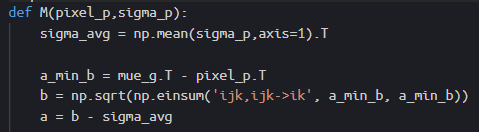 def M(pixel_p,sigma_p):
    sigma_avg = np.mean(sigma_p,axis=1).T
    a_min_b = mue_g.T - pixel_p.T
    b = np.sqrt(np.einsum('ijk,ijk->ik', a_min_b, a_min_b))
    a = b - sigma_avg